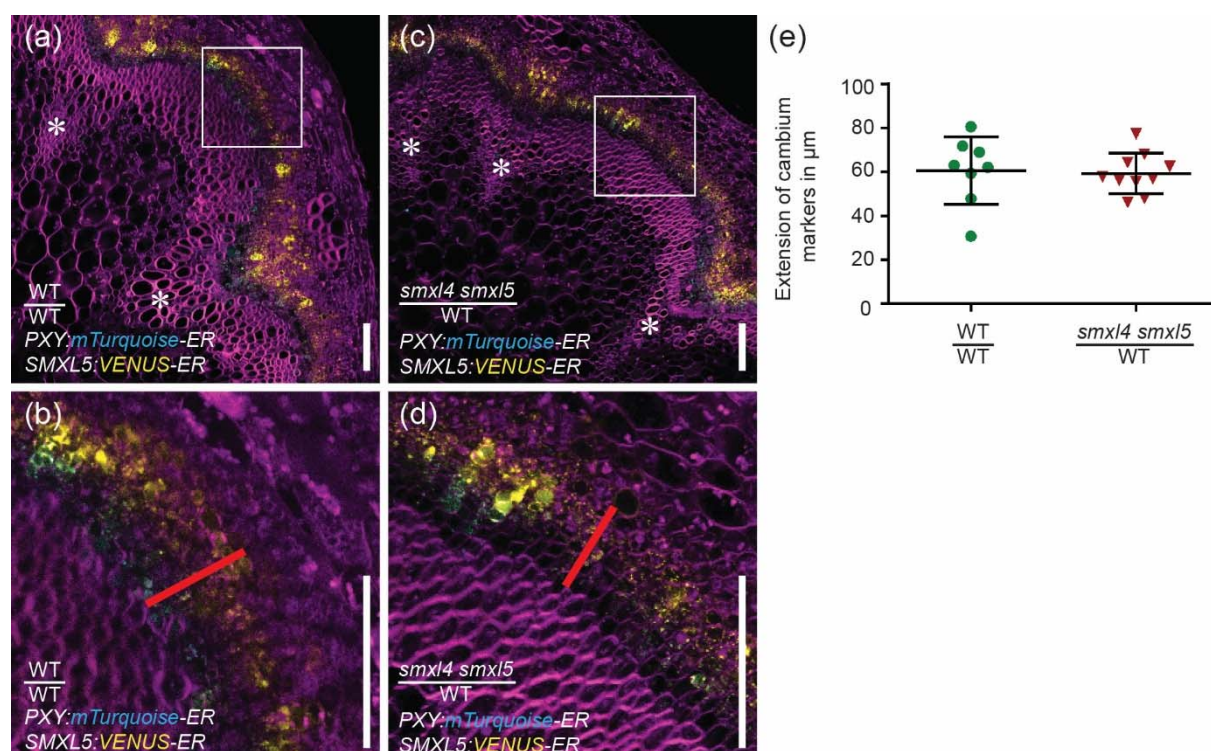 (a)
*
*
WT
WT
PXY:mTurquoise-ER
SMXL5:VENUS-ER
(c)
*
*
*
smxl4 smxl5
WT
PXY:mTurquoise-ER
SMXL5:VENUS-ER
(b)
WT
WT
PXY:mTurquoise-ER
SMXL5:VENUS-ER
(d)
smxl4 smxl5
WT
PXY:mTurquoise-ER
SMXL5:VENUS-ER
(e)
Extension of cambium
markers in µm
100
80
60
40
20
0
WT
WT
smxl4 smxl5
WT